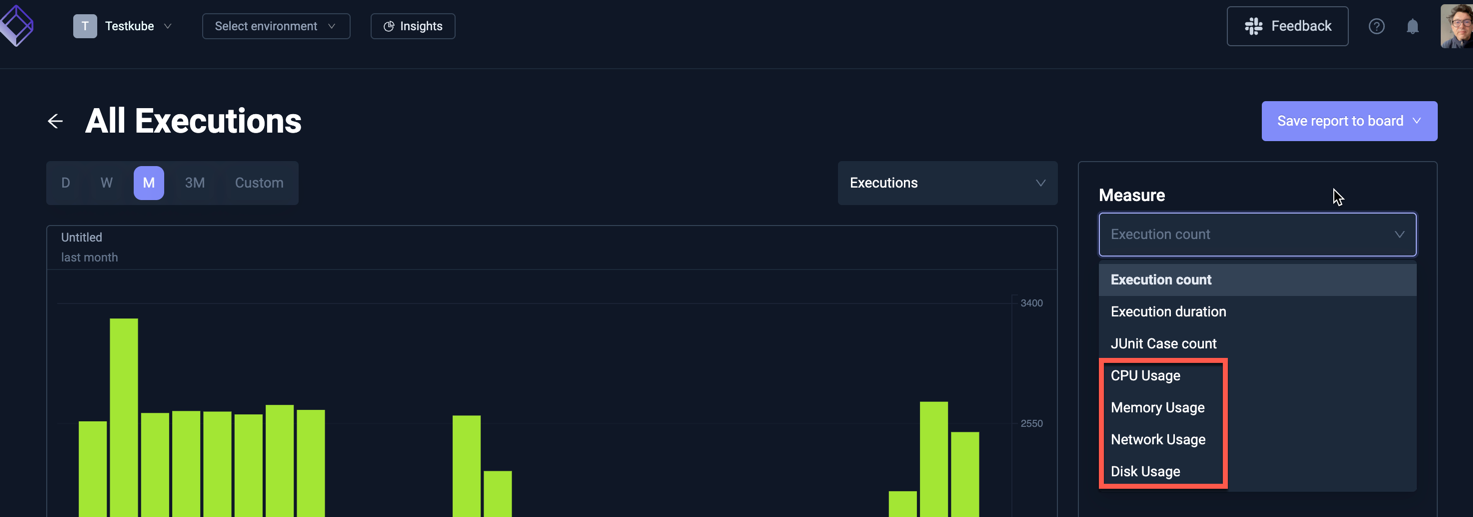 T Testkube Select environment Insights Feedback
All Executions Save report to board
D W M 3M Custom Executions
Measure
Execution count
Untitled
last month
Execution count
Execution duration
JUnit Case count
CPU Usage
Memory Usage
Network Usage
Disk Usage
3400
2550